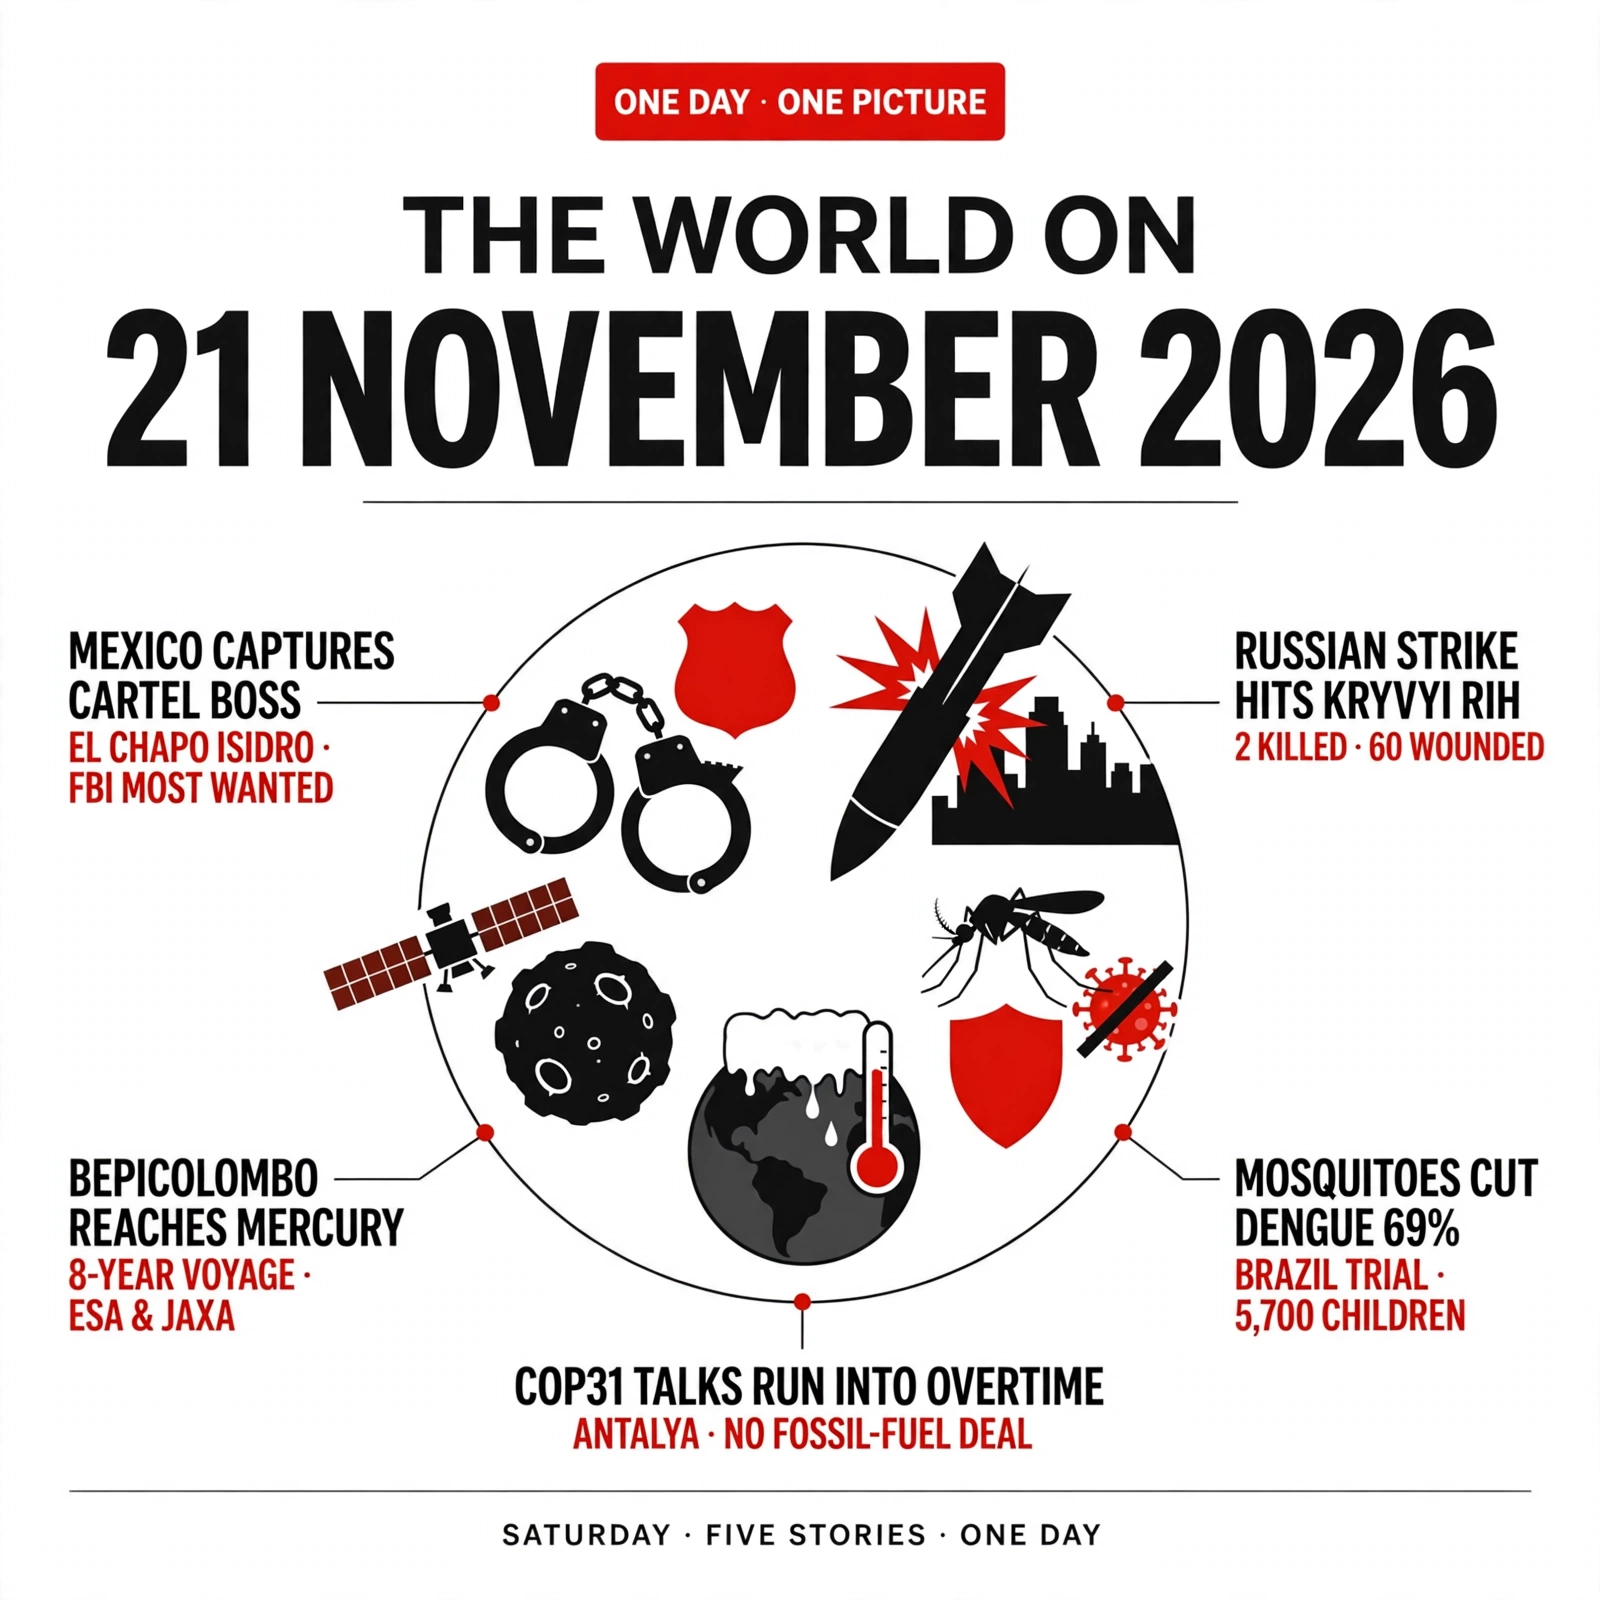 ONE DAY · ONE PICTURE
THE WORLD ON
21 NOVEMBER 2026
MEXICO CAPTURES
CARTEL BOSS
EL CHAPO ISIDRO ·
FBI MOST WANTED
RUSSIAN STRIKE
HITS KRYVYI RIH
2 KILLED · 60 WOUNDED
BEPICOLOMBO
REACHES MERCURY
8-YEAR VOYAGE ·
ESA & JAXA
MOSQUITOES CUT
DENGUE 69%
BRAZIL TRIAL ·
5,700 CHILDREN
COP31 TALKS RUN INTO OVERTIME
ANTALYA · NO FOSSIL-FUEL DEAL
SATURDAY · FIVE STORIES · ONE DAY